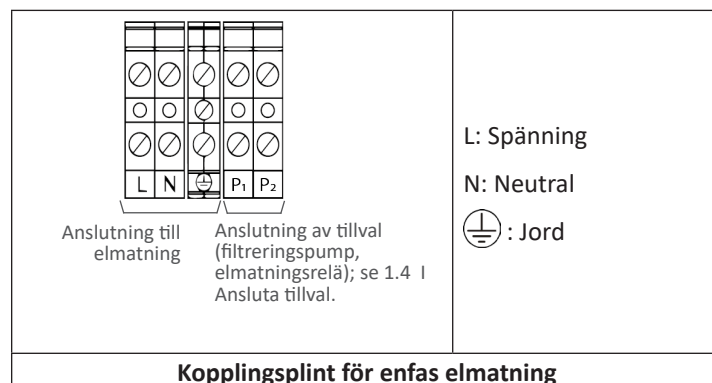 L N ⏚ P₁ P₂
Anslutning till
elmatning
Anslutning av tillval
(filtreringspump,
elmatningsrelä); se 1.4 I
Ansluta tillval.
L: Spänning
N: Neutral
⏚ : Jord
Kopplingsplint för enfas elmatning